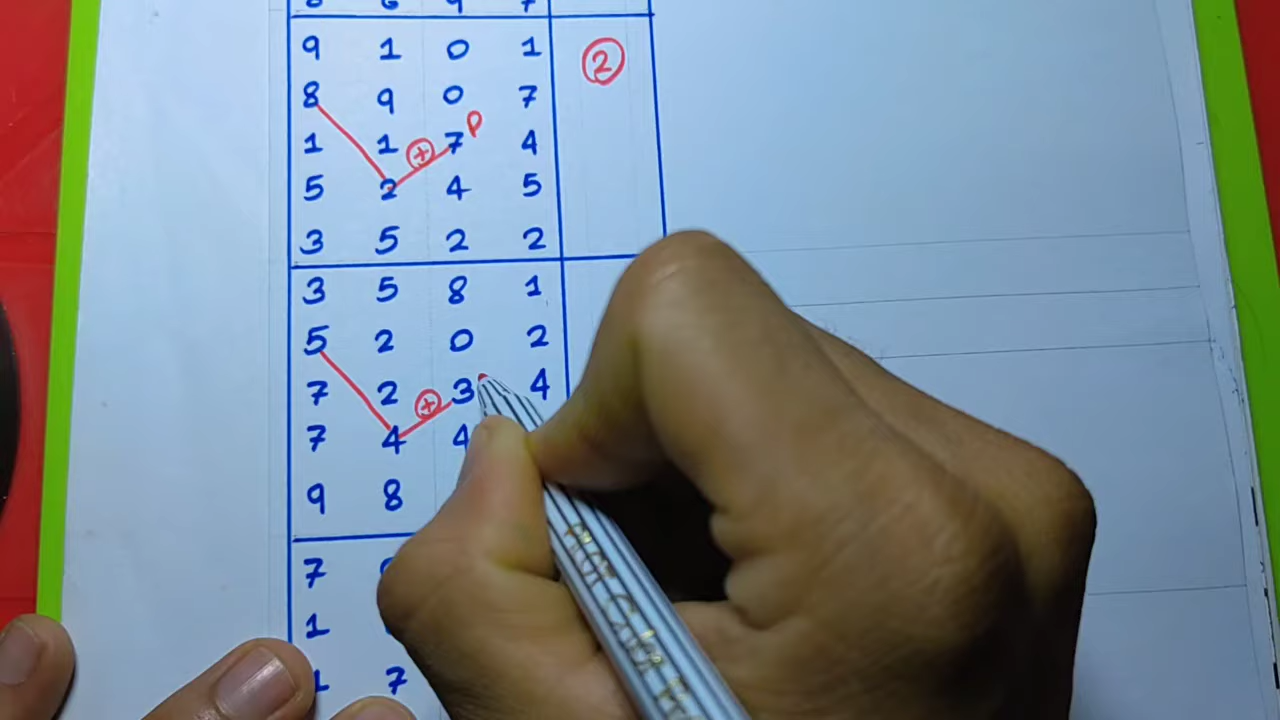 9 1 0 1 2
8 9 0 7
P
1 1 + 7 4
5 2 4 5
3 5 2 2
3 5 8 1
5 2 0 2
7 2 + 3 4
7 4 4
9 8
7
1
1 7